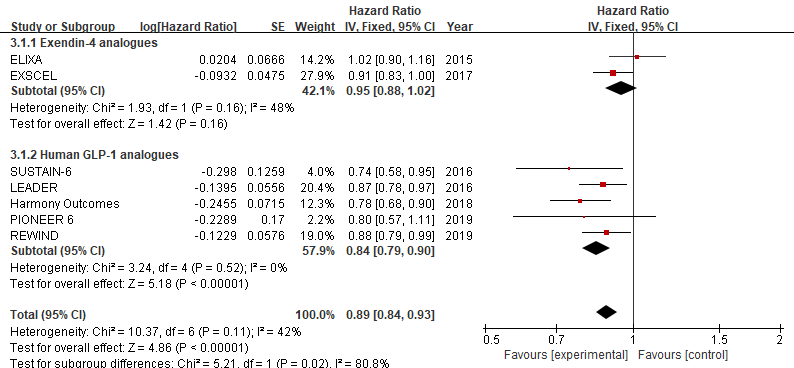 Hazard Ratio Hazard Ratio
Study or Subgroup log[Hazard Ratio] SE Weight IV, Fixed, 95% CI Year IV, Fixed, 95% CI
3.1.1 Exendin-4 analogues
ELIXA 0.0204 0.0666 14.2% 1.02 [0.90, 1.16] 2015
EXSCEL -0.0932 0.0475 27.9% 0.91 [0.83, 1.00] 2017
Subtotal (95% CI) 42.1% 0.95 [0.88, 1.02]
Heterogeneity: Chi² = 1.93, df = 1 (P = 0.16); I² = 48%
Test for overall effect: Z = 1.42 (P = 0.16)
3.1.2 Human GLP-1 analogues
SUSTAIN-6 -0.298 0.1259 4.0% 0.74 [0.58, 0.95] 2016
LEADER -0.1395 0.0556 20.4% 0.87 [0.78, 0.97] 2016
Harmony Outcomes -0.2455 0.0715 12.3% 0.78 [0.68, 0.90] 2018
PIONEER 6 -0.2289 0.17 2.2% 0.80 [0.57, 1.11] 2019
REWIND -0.1229 0.0576 19.0% 0.88 [0.79, 0.99] 2019
Subtotal (95% CI) 57.9% 0.84 [0.79, 0.90]
Heterogeneity: Chi² = 3.24, df = 4 (P = 0.52); I² = 0%
Test for overall effect: Z = 5.18 (P < 0.00001)
Total (95% CI) 100.0% 0.89 [0.84, 0.93]
Heterogeneity: Chi² = 10.37, df = 6 (P = 0.11); I² = 42%
Test for overall effect: Z = 4.86 (P < 0.00001)
Test for subgroup differences: Chi² = 5.21, df = 1 (P = 0.02), I² = 80.8%
0.5 0.7 1 1.5 2
Favours [experimental] Favours [control]